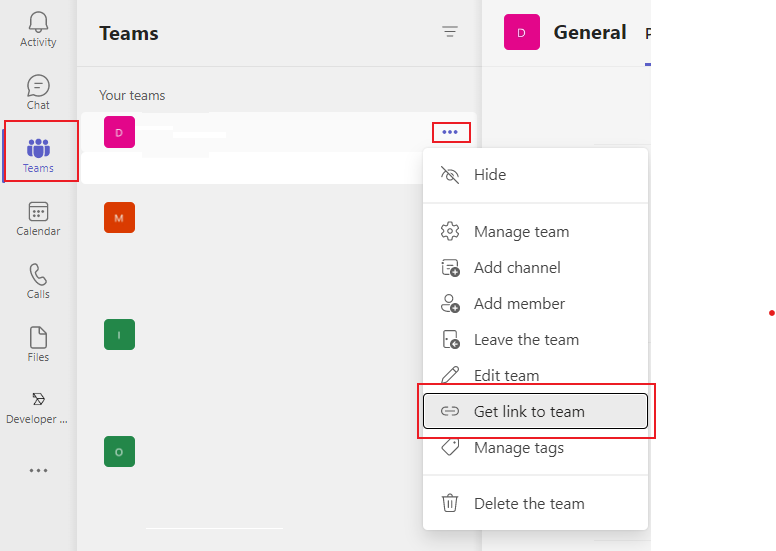 Activity
Chat
Teams
Calendar
Calls
Files
Developer ...
Teams
Your teams
D
M
I
O
D
General
Hide
Manage team
Add channel
Add member
Leave the team
Edit team
Get link to team
Manage tags
Delete the team